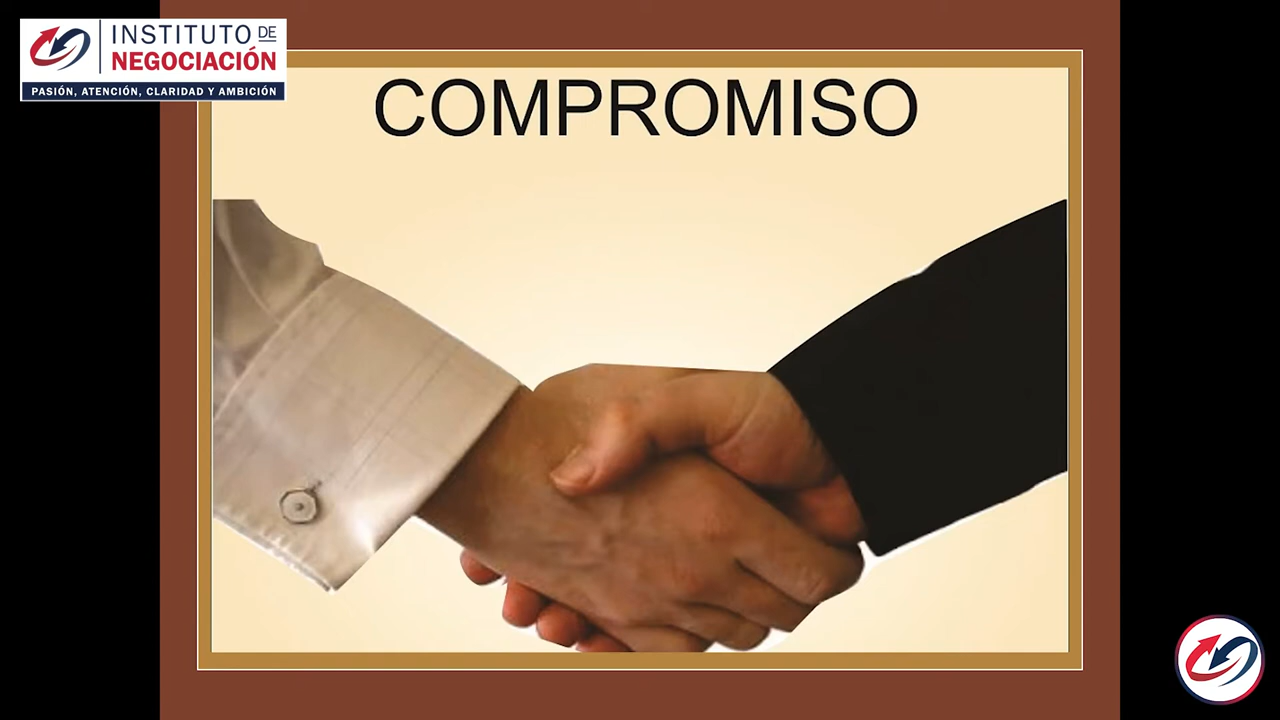 INSTITUTO DE
NEGOCIACIÓN
PASIÓN, ATENCIÓN, CLARIDAD Y AMBICIÓN
COMPROMISO